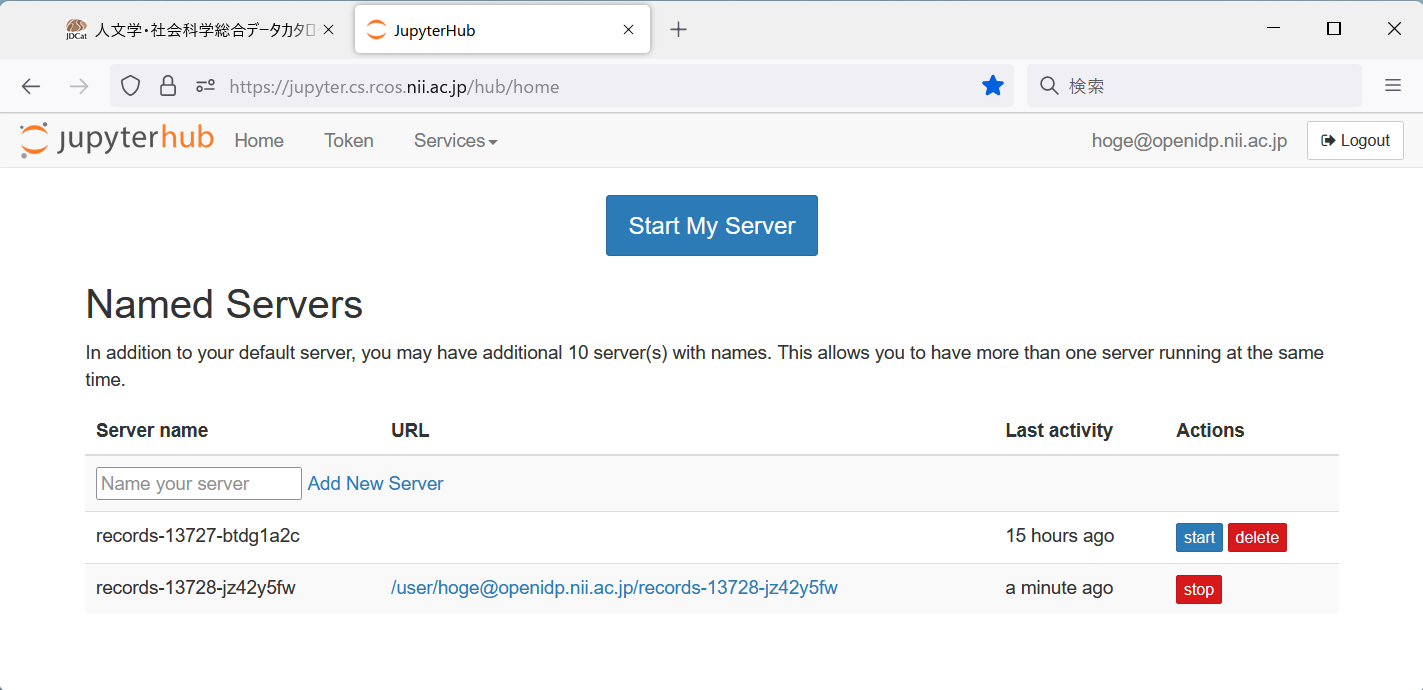 JDCat
人文学・社会科学総合データカタロ
JupyterHub
https://jupyter.cs.rcos.nii.ac.jp/hub/home
検索
jupyterhub Home Token Services hoge@openidp.nii.ac.jp Logout
Start My Server
Named Servers
In addition to your default server, you may have additional 10 server(s) with names. This allows you to have more than one server running at the same
time.
Server name URL Last activity Actions
Name your server Add New Server
records-13727-btdg1a2c 15 hours ago start delete
records-13728-jz42y5fw /user/hoge@openidp.nii.ac.jp/records-13728-jz42y5fw a minute ago stop